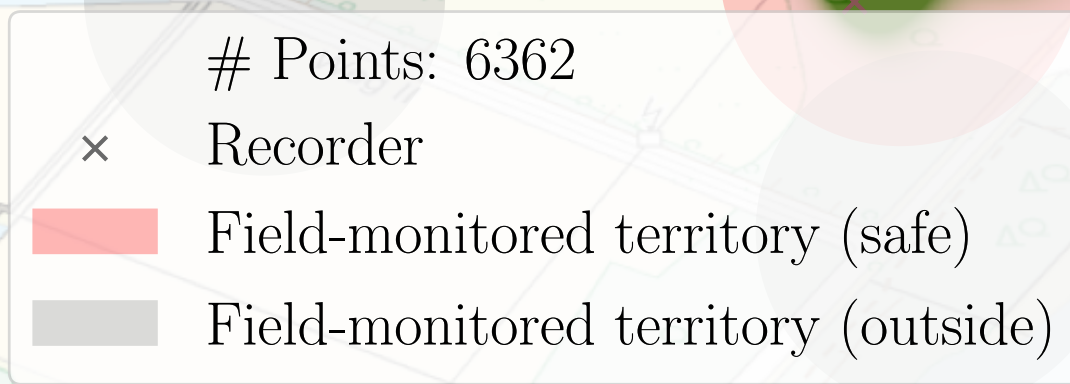 # Points: 6362
Recorder
Field-monitored territory (safe)
Field-monitored territory (outside)